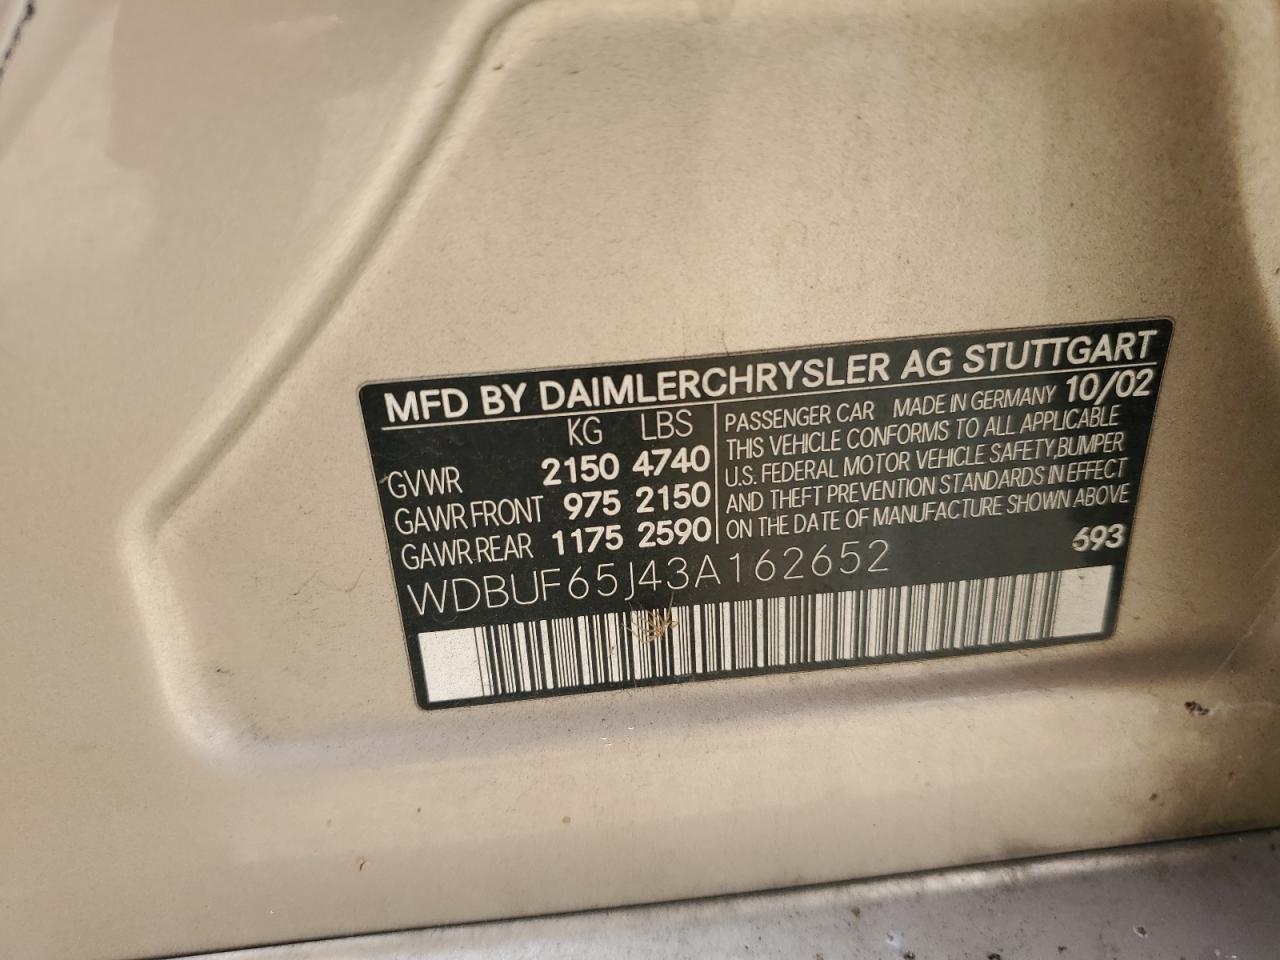 MFD BY DAIMLERCHRYSLER AG STUTTGART
KG LBS
GVWR 2150 4740
GAWR FRONT 975 2150
GAWR REAR 1175 2590
PASSENGER CAR MADE IN GERMANY 10/02
THIS VEHICLE CONFORMS TO ALL APPLICABLE
U.S. FEDERAL MOTOR VEHICLE SAFETY,BUMPER
AND THEFT PREVENTION STANDARDS IN EFFECT
ON THE DATE OF MANUFACTURE SHOWN ABOVE
693
WDBUF65J43A162652